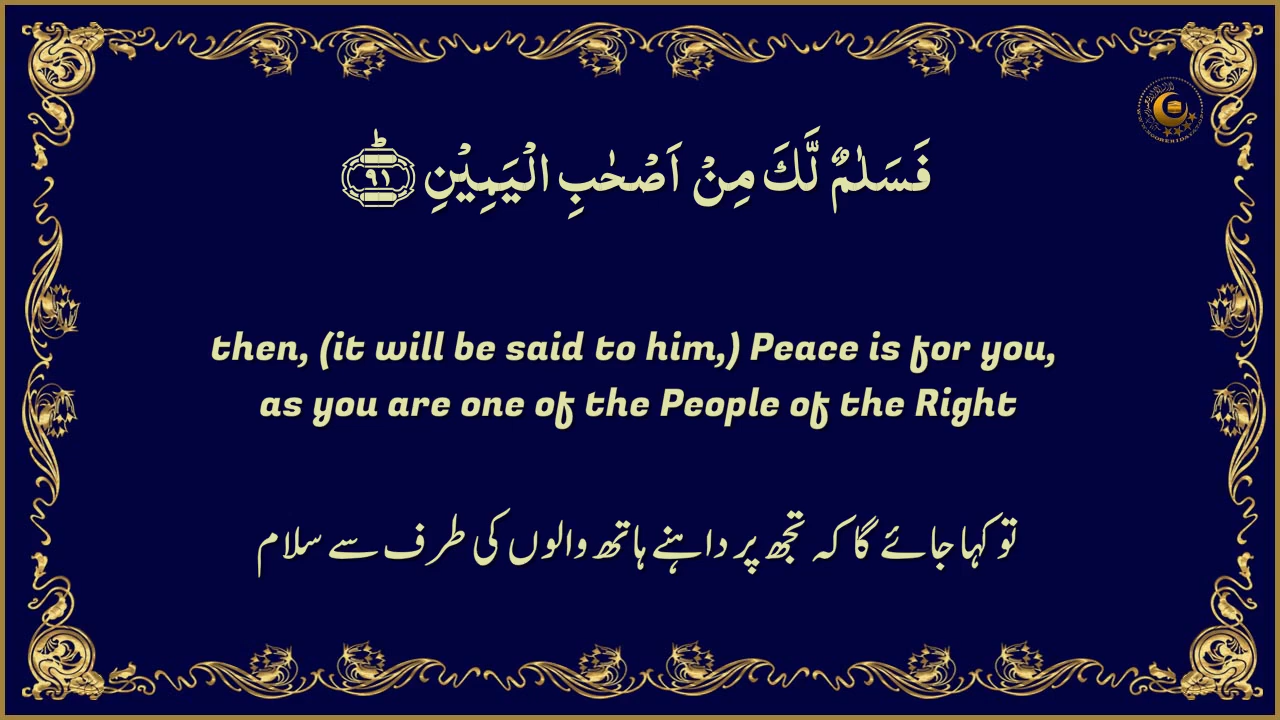 فَسَلٰمٌ لَّكَ مِنْ اَصْحٰبِ الْيَمِيْنِ ؕ ۹۱
then, (it will be said to him,) Peace is for you,
as you are one of the People of the Right
تو کہا جائے گا کہ تجھ پر داہنے ہاتھ والوں کی طرف سے سلام